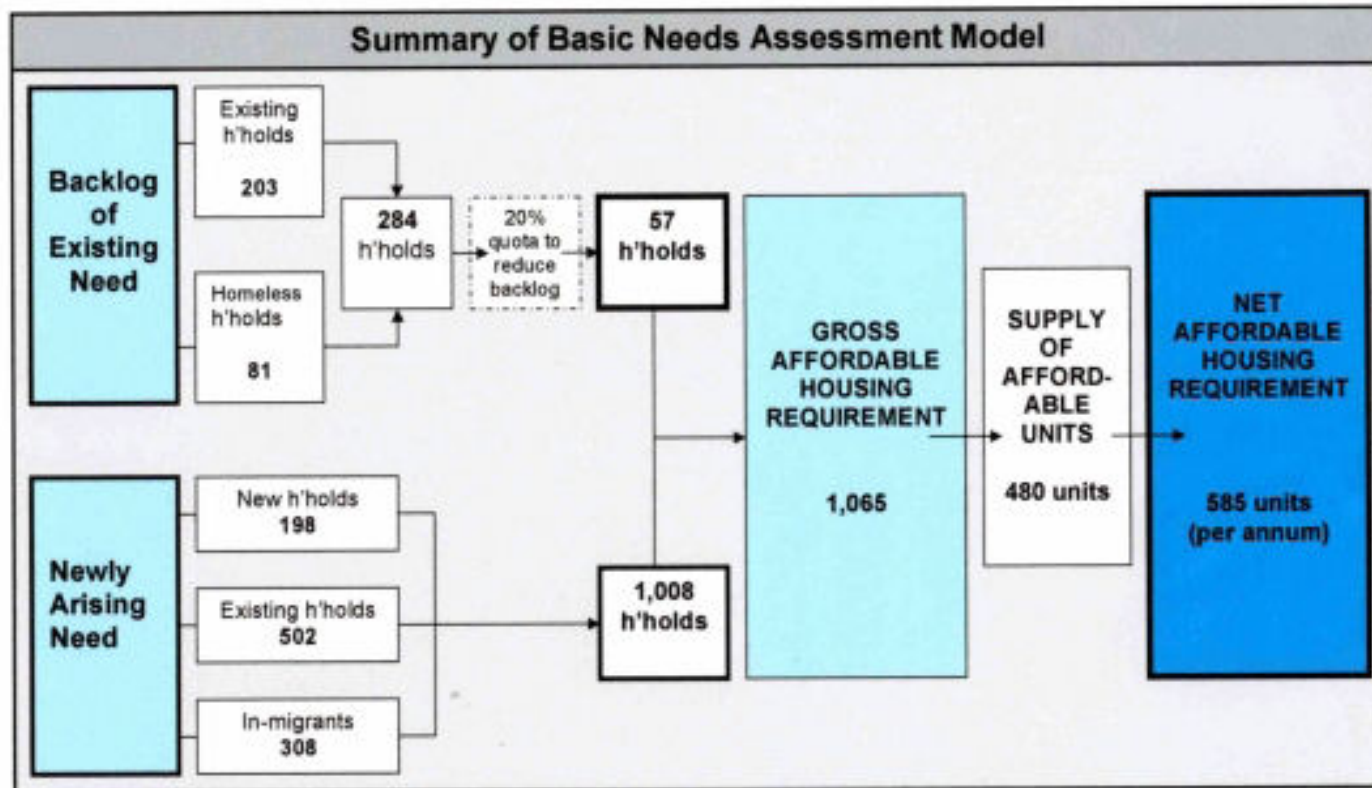 Summary of Basic Needs Assessment Model
Backlog
of
Existing
Need
Existing
h'holds
203
Homeless
h'holds
81
284
h'holds
20%
quota to
reduce
backlog
57
h'holds
GROSS
AFFORDABLE
HOUSING
REQUIREMENT
1,065
SUPPLY
OF
AFFORD-
ABLE
UNITS
480 units
NET
AFFORDABLE
HOUSING
REQUIREMENT
585 units
(per annum)
Newly
Arising
Need
New h'holds
198
Existing h'holds
502
In-migrants
308
1,008
h'holds